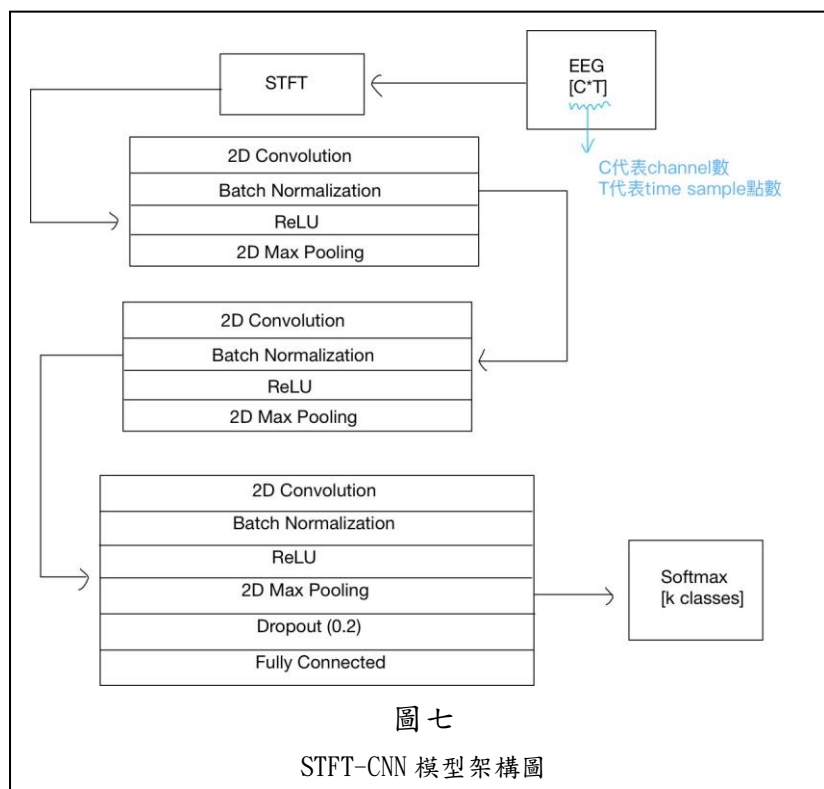 EEG
[C*T]
STFT
C代表channel數
T代表time sample點數
2D Convolution
Batch Normalization
ReLU
2D Max Pooling
2D Convolution
Batch Normalization
ReLU
2D Max Pooling
2D Convolution
Batch Normalization
ReLU
2D Max Pooling
Dropout (0.2)
Fully Connected
Softmax
[k classes]
圖七
STFT-CNN 模型架構圖